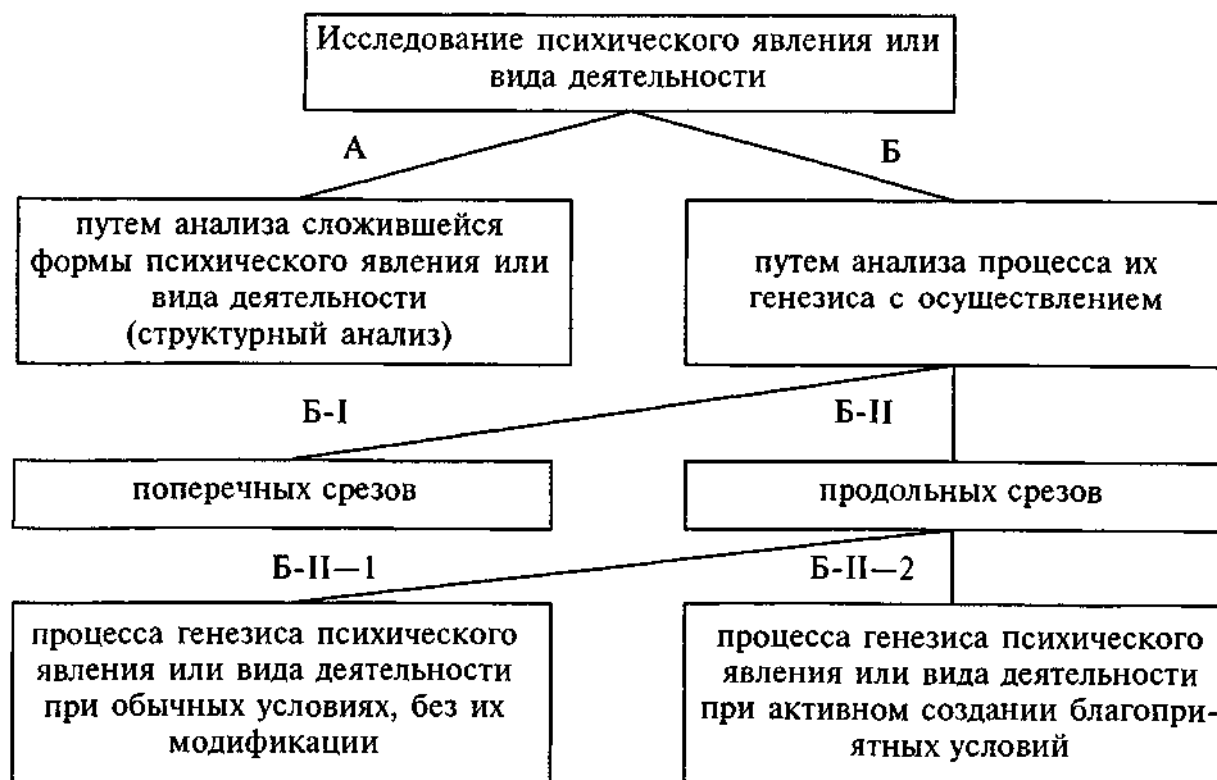 Исследование психического явления или
вида деятельности
А
Б
путем анализа сложившейся
формы психического явления или
вида деятельности
(структурный анализ)
путем анализа процесса их
генезиса с осуществлением
Б-I
Б-II
поперечных срезов
продольных срезов
Б-II—1
Б-II—2
процесса генезиса психического
явления или вида деятельности
при обычных условиях, без их
модификации
процесса генезиса психического
явления или вида деятельности
при активном создании благопри-
ятных условий